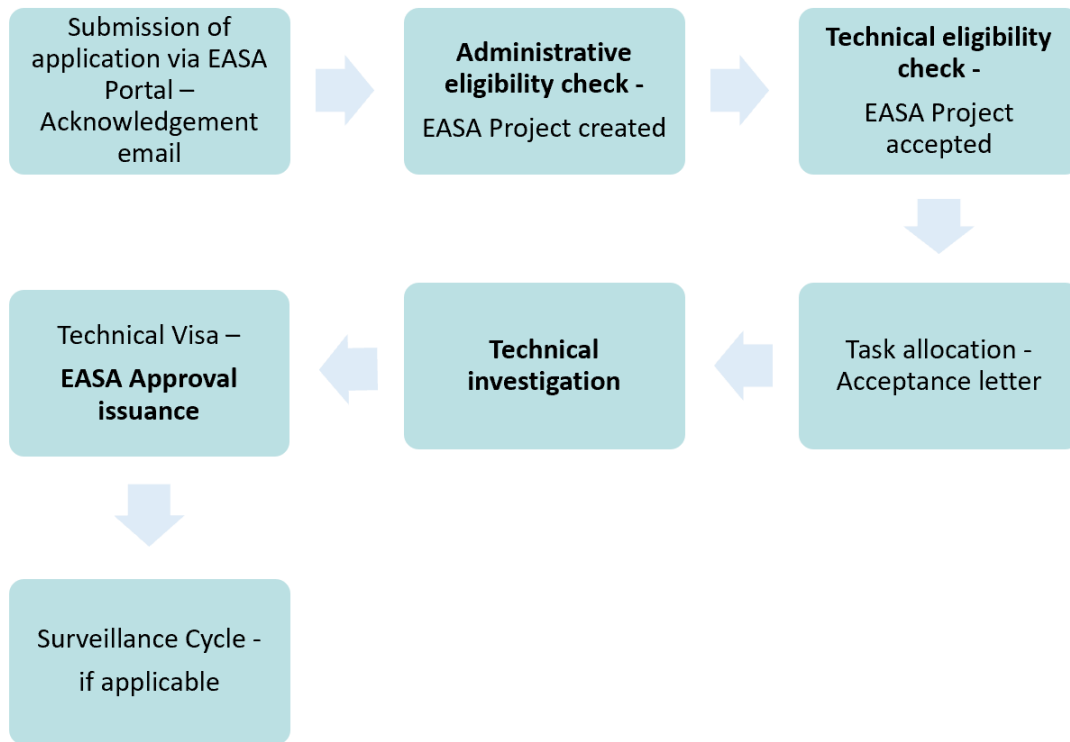 Submission of
application via EASA
Portal –
Acknowledgement
email
Administrative
eligibility check -
EASA Project created
Technical eligibility
check -
EASA Project
accepted
Task allocation -
Acceptance letter
Technical
investigation
Technical Visa –
EASA Approval
issuance
Surveillance Cycle -
if applicable